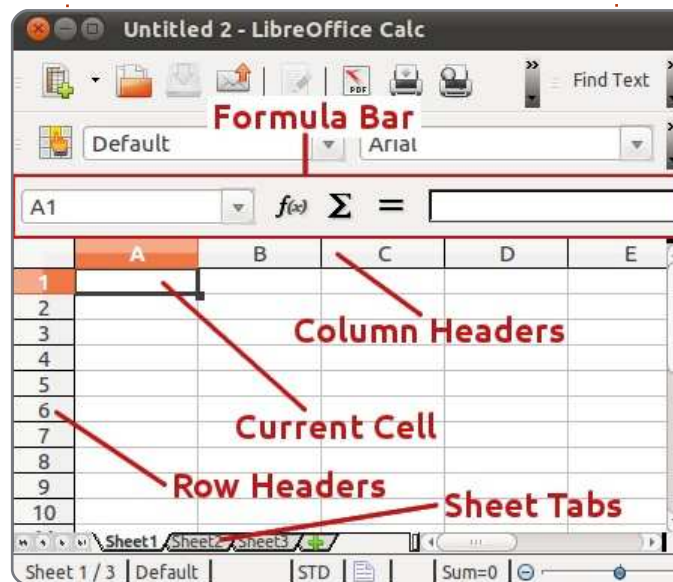 Untitled 2 - LibreOffice Calc
PDF
Find Text
Formula Bar
Default
Arial
A1
f(x) Σ =
A B C D E
1
2
3
Column Headers
4
5
6
Current Cell
7
8
Row Headers
9
Sheet Tabs
10
Sheet1 Sheet2 Sheet3
Sheet 1 / 3 Default STD Sum=0